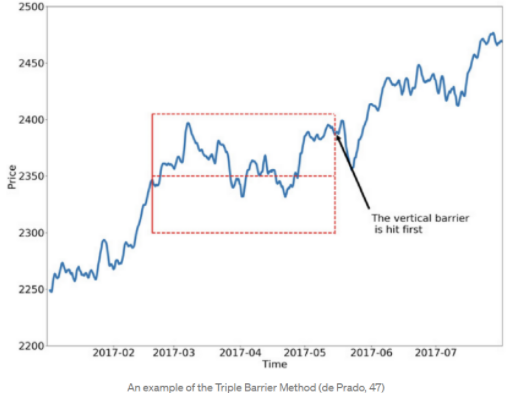 2500
2450
2400
2350
2300
2250
2200
Price
The vertical barrier
is hit first
2017-02 2017-03 2017-04 2017-05 2017-06 2017-07
Time
An example of the Triple Barrier Method (de Prado, 47)